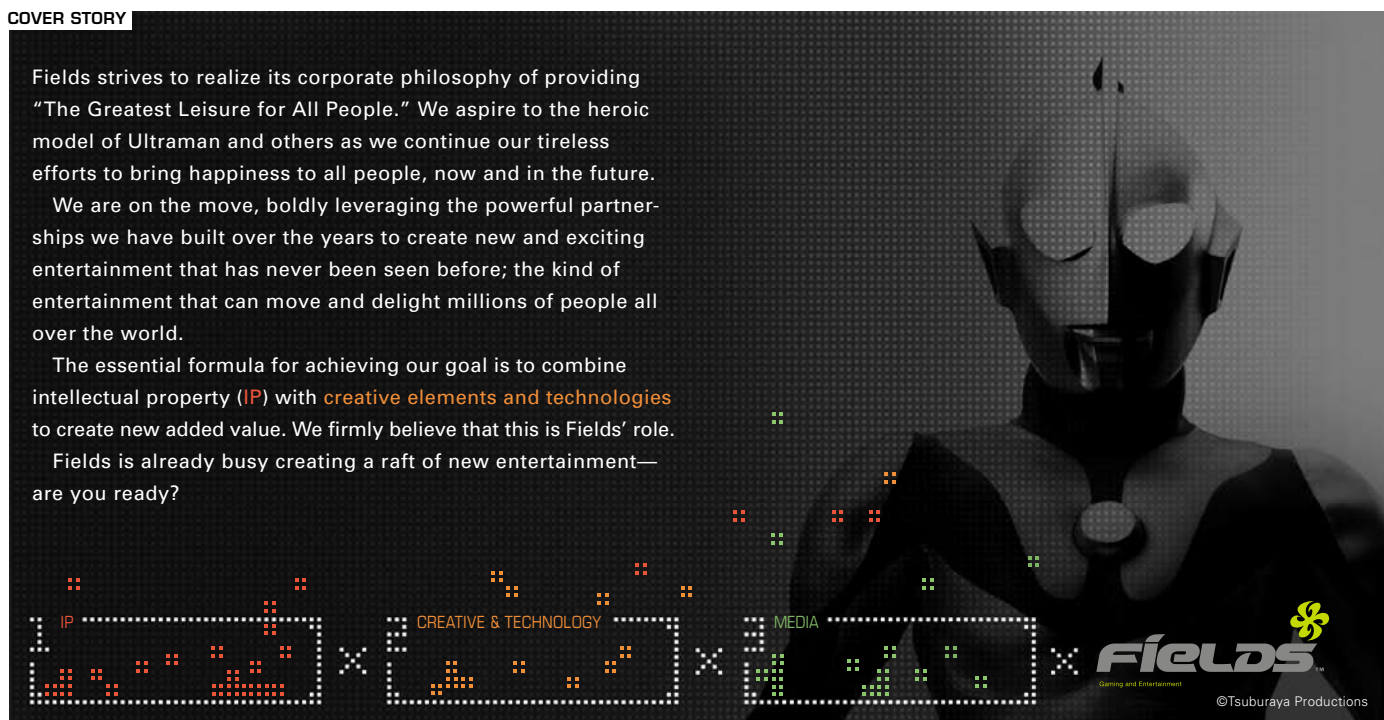 COVER STORY
Fields strives to realize its corporate philosophy of providing
“The Greatest Leisure for All People.” We aspire to the heroic
model of Ultraman and others as we continue our tireless
efforts to bring happiness to all people, now and in the future.
We are on the move, boldly leveraging the powerful partner-
ships we have built over the years to create new and exciting
entertainment that has never been seen before; the kind of
entertainment that can move and delight millions of people all
over the world.
The essential formula for achieving our goal is to combine
intellectual property (IP) with creative elements and technologies
to create new added value. We firmly believe that this is Fields’ role.
Fields is already busy creating a raft of new entertainment—
are you ready?
1 IP × 2 CREATIVE & TECHNOLOGY × 3 MEDIA ×
FIELDS™
Gaming and Entertainment
©Tsuburaya Productions